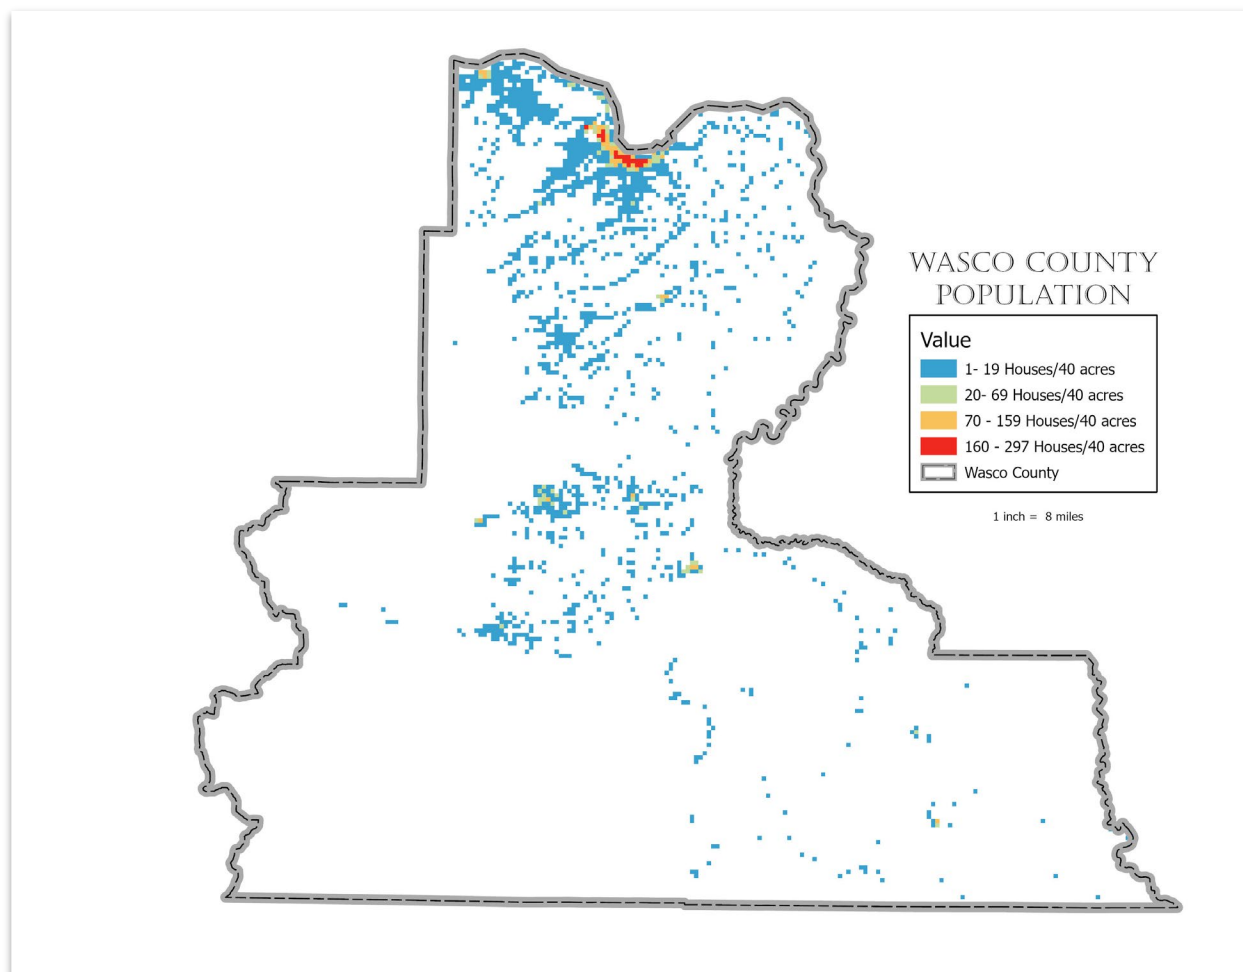 WASCO COUNTY
POPULATION
Value
1- 19 Houses/40 acres
20- 69 Houses/40 acres
70 - 159 Houses/40 acres
160 - 297 Houses/40 acres
Wasco County
1 inch = 8 miles